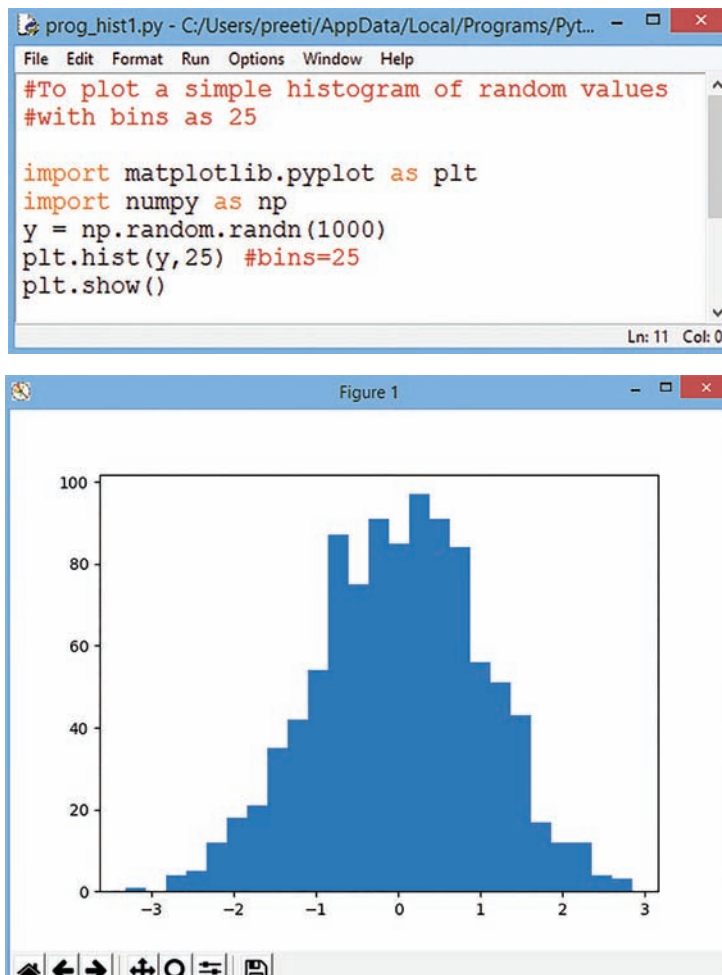 prog_hist1.py - C:/Users/preeti/AppData/Local/Programs/Pyt...
File Edit Format Run Options Window Help
#To plot a simple histogram of random values
#with bins as 25
import matplotlib.pyplot as plt
import numpy as np
y = np.random.randn(1000)
plt.hist(y,25) #bins=25
plt.show()
Ln: 11 Col: 0
Figure 1
100
80
60
40
20
0
−3 −2 −1 0 1 2 3